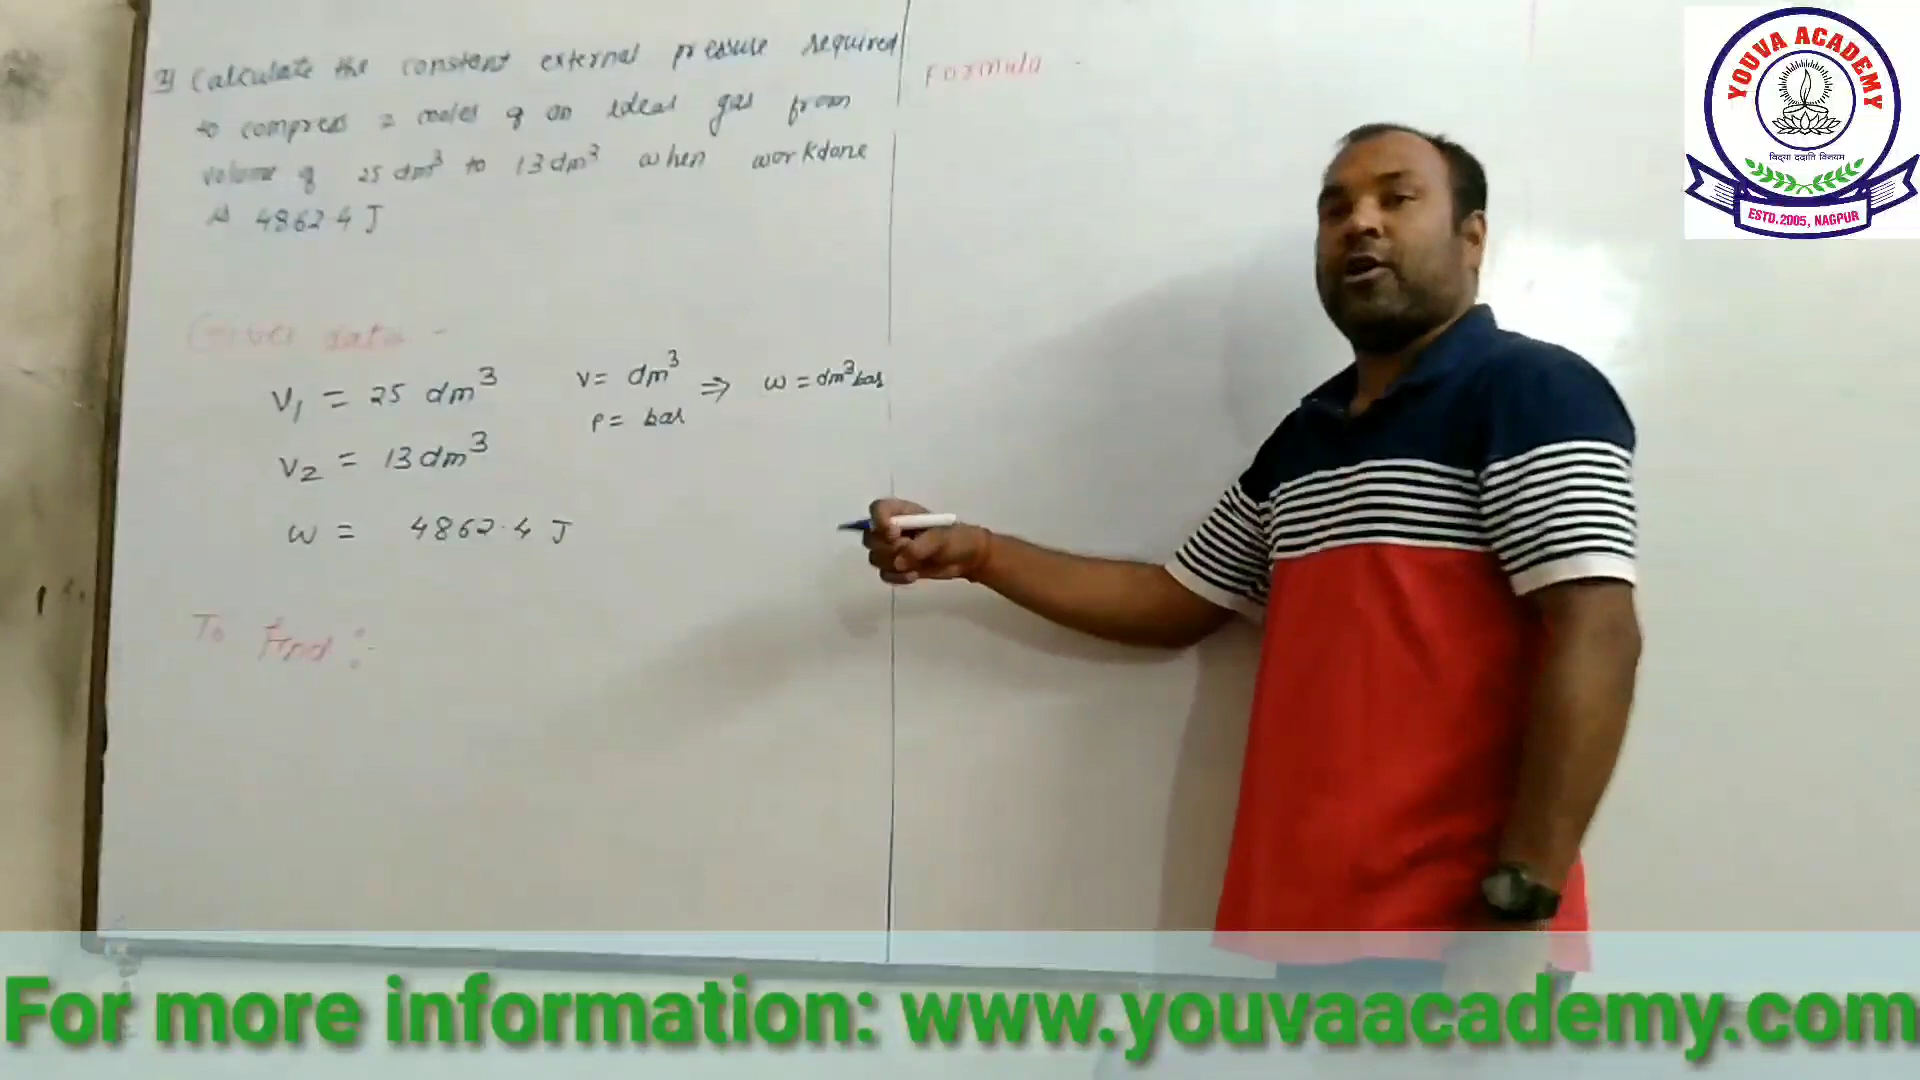 Calculate the constant external pressure required
to compress 2 moles of an ideal gas from
volume of 25 dm³ to 13 dm³ when workdone
is 4862.4 J
Given data -
V₁ = 25 dm³
V₂ = 13 dm³
W = 4862.4 J
V = dm³
P = bar
⇒ W = dm³ bar
To Find :-
Formula -
YOUVA ACADEMY
विद्या ददाति विनयम
ESTD. 2005, NAGPUR
For more information: www.youvaacademy.com